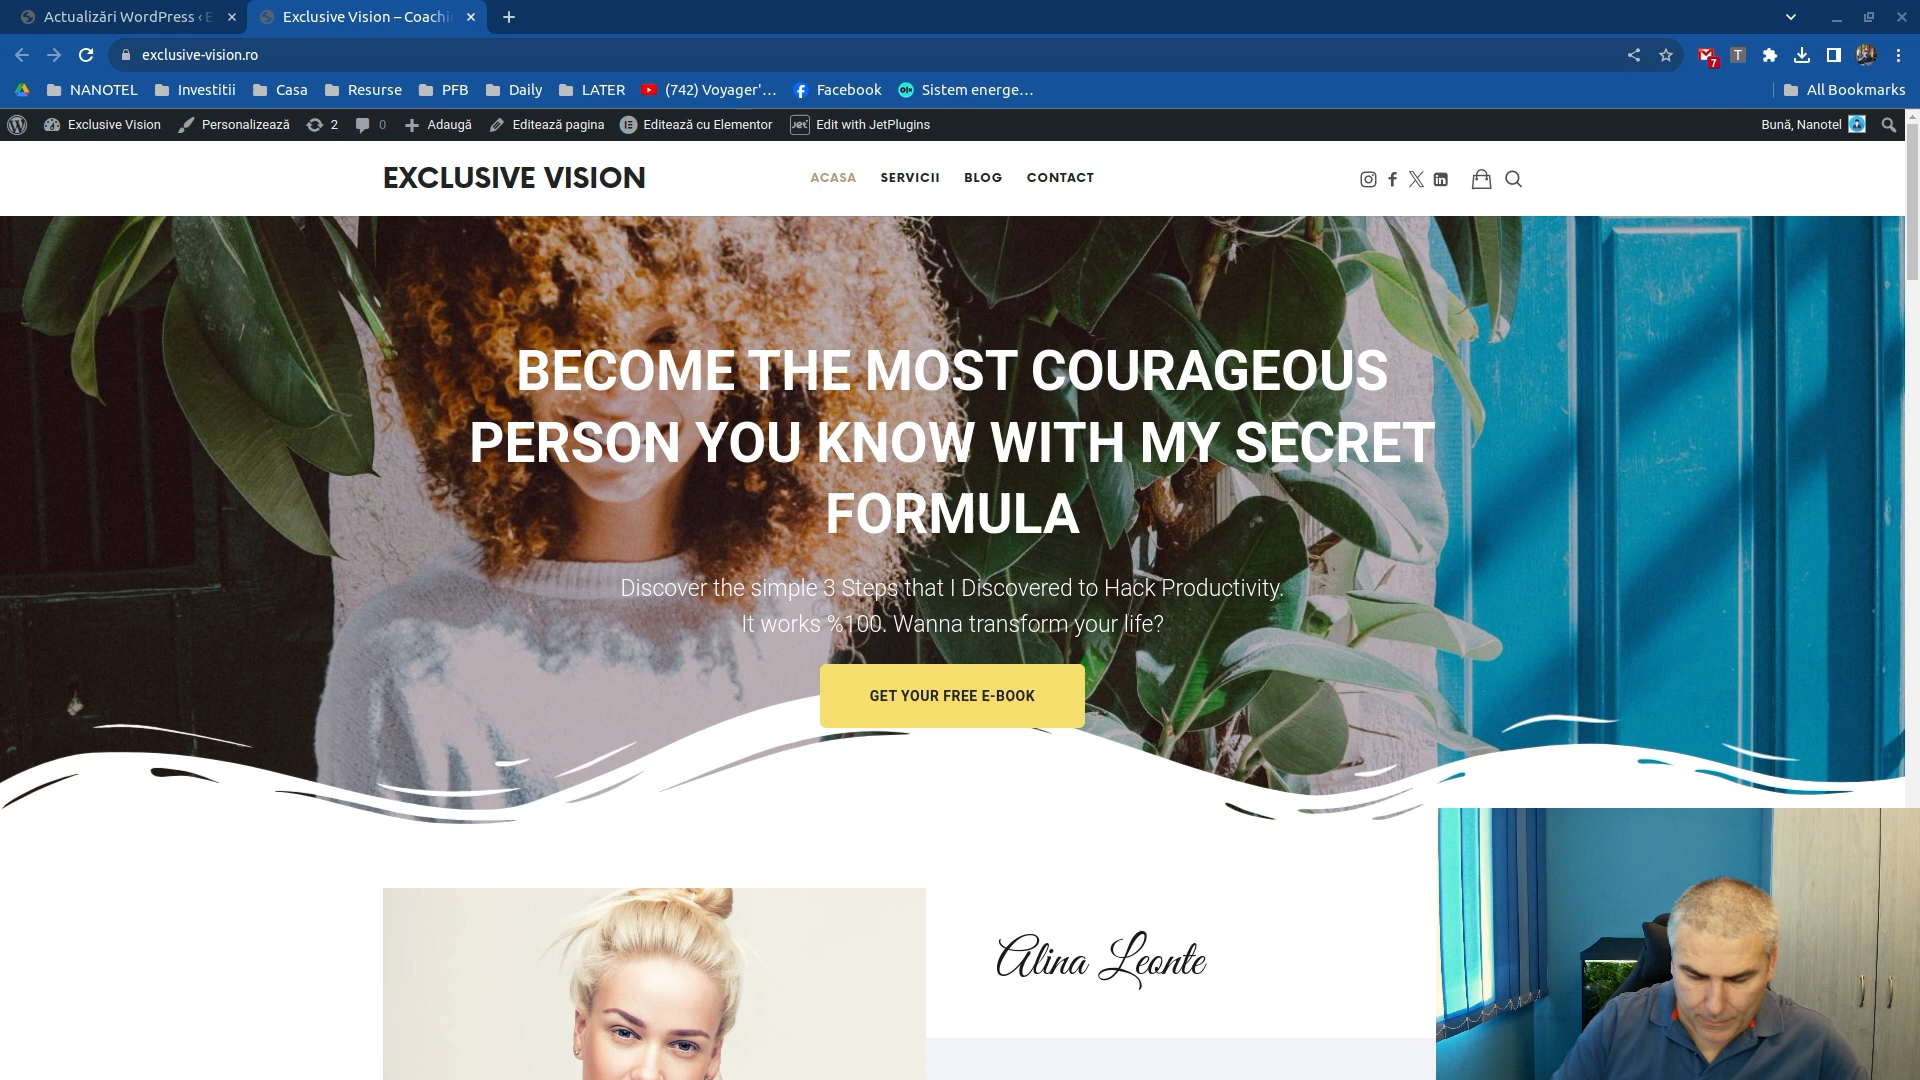 Actualizări WordPress ‹ E
Exclusive Vision – Coachin
exclusive-vision.ro
7
T
NANOTEL
Investitii
Casa
Resurse
PFB
Daily
LATER
(742) Voyager'...
Facebook
Sistem energe...
All Bookmarks
Exclusive Vision
Personalizează
2
0
Adaugă
Editează pagina
Editează cu Elementor
Jet
Edit with JetPlugins
Bună, Nanotel
EXCLUSIVE VISION
ACASA
SERVICII
BLOG
CONTACT
BECOME THE MOST COURAGEOUS
PERSON YOU KNOW WITH MY SECRET
FORMULA
Discover the simple 3 Steps that I Discovered to Hack Productivity.
It works %100. Wanna transform your life?
GET YOUR FREE E-BOOK
Alina Leonte